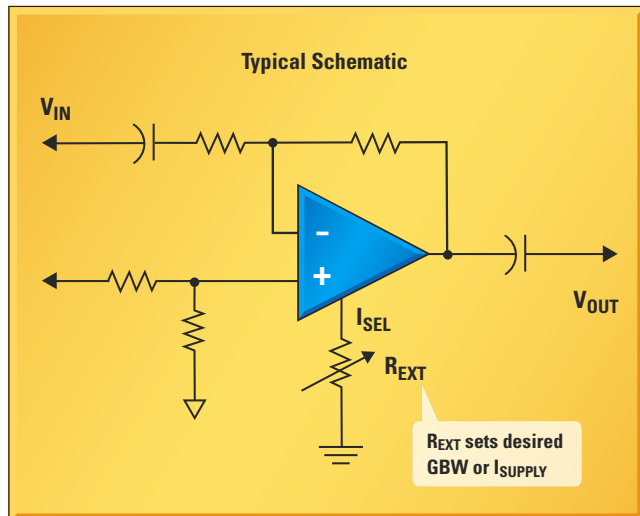 Typical Schematic
VIN
-
+
ISEL
REXT
VOUT
REXT sets desired
GBW or ISUPPLY